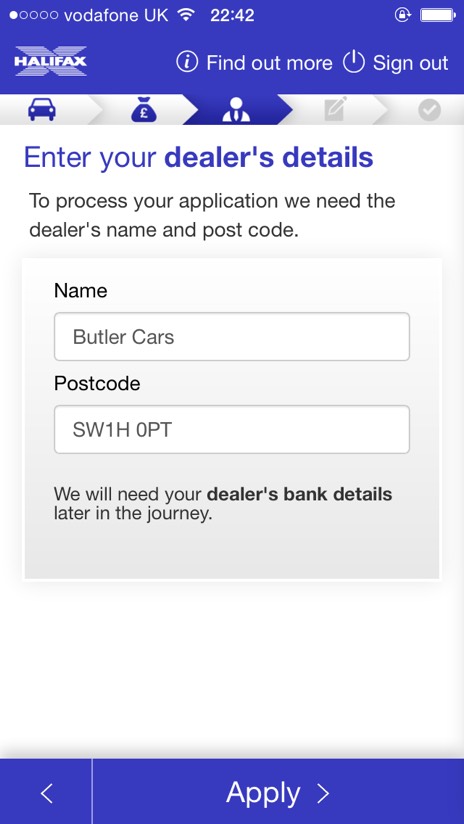 vodafone UK 22:42
HALIFAX
i Find out more Sign out
£
Enter your dealer's details
To process your application we need the
dealer's name and post code.
Name
Butler Cars
Postcode
SW1H 0PT
We will need your dealer's bank details
later in the journey.
Apply